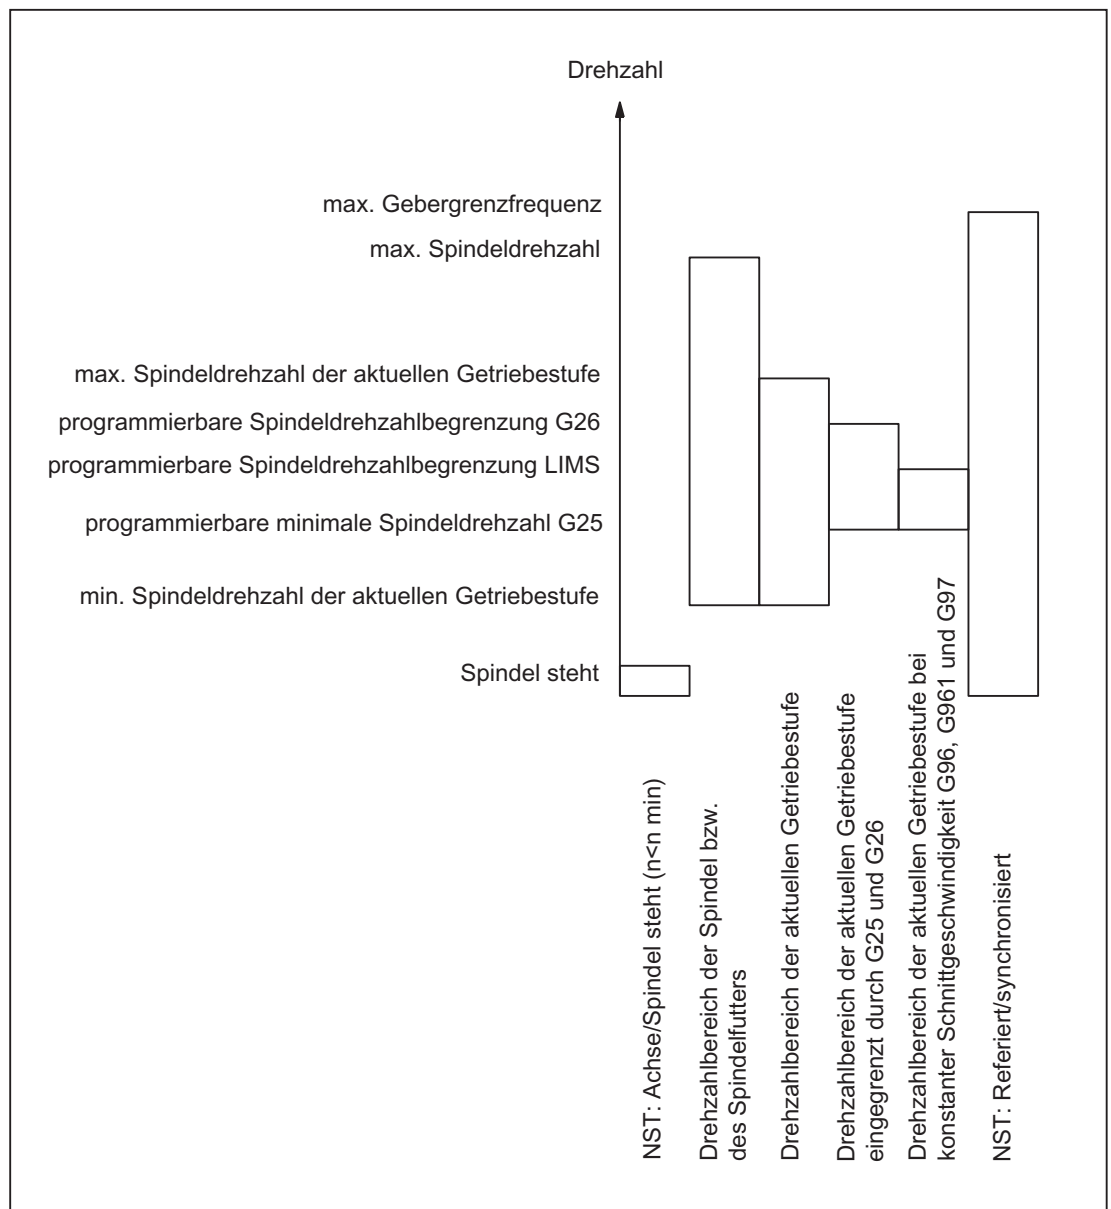 Drehzahl
max. Gebergrenzfrequenz
max. Spindeldrehzahl
max. Spindeldrehzahl der aktuellen Getriebestufe
programmierbare Spindeldrehzahlbegrenzung G26
programmierbare Spindeldrehzahlbegrenzung LIMS
programmierbare minimale Spindeldrehzahl G25
min. Spindeldrehzahl der aktuellen Getriebestufe
Spindel steht
NST: Achse/Spindel steht (n<n min)
Drehzahlbereich der Spindel bzw.
des Spindelfutters
Drehzahlbereich der aktuellen Getriebestufe
Drehzahlbereich der aktuellen Getriebestufe
eingegrenzt durch G25 und G26
Drehzahlbereich der aktuellen Getriebestufe bei
konstanter Schnittgeschwindigkeit G96, G961 und G97
NST: Referiert/synchronisiert